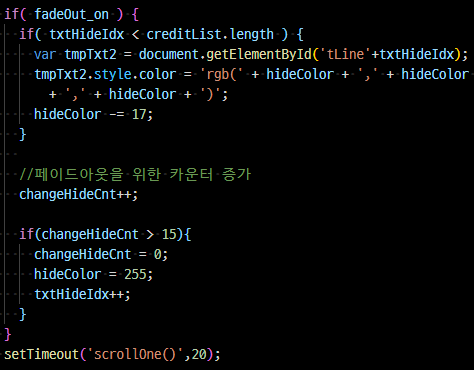 if( fadeOut_on ) {
if( txtHideIdx < creditList.length ) {
var tmpTxt2 = document.getElementById('tLine'+txtHideIdx);
tmpTxt2.style.color = 'rgb(' + hideColor + ',' + hideColor
+ ',' + hideColor + ')';
hideColor -= 17;
}
//페이드아웃을 위한 카운터 증가
changeHideCnt++;
if(changeHideCnt > 15){
changeHideCnt = 0;
hideColor = 255;
txtHideIdx++;
}
}
setTimeout('scrollOne()',20);